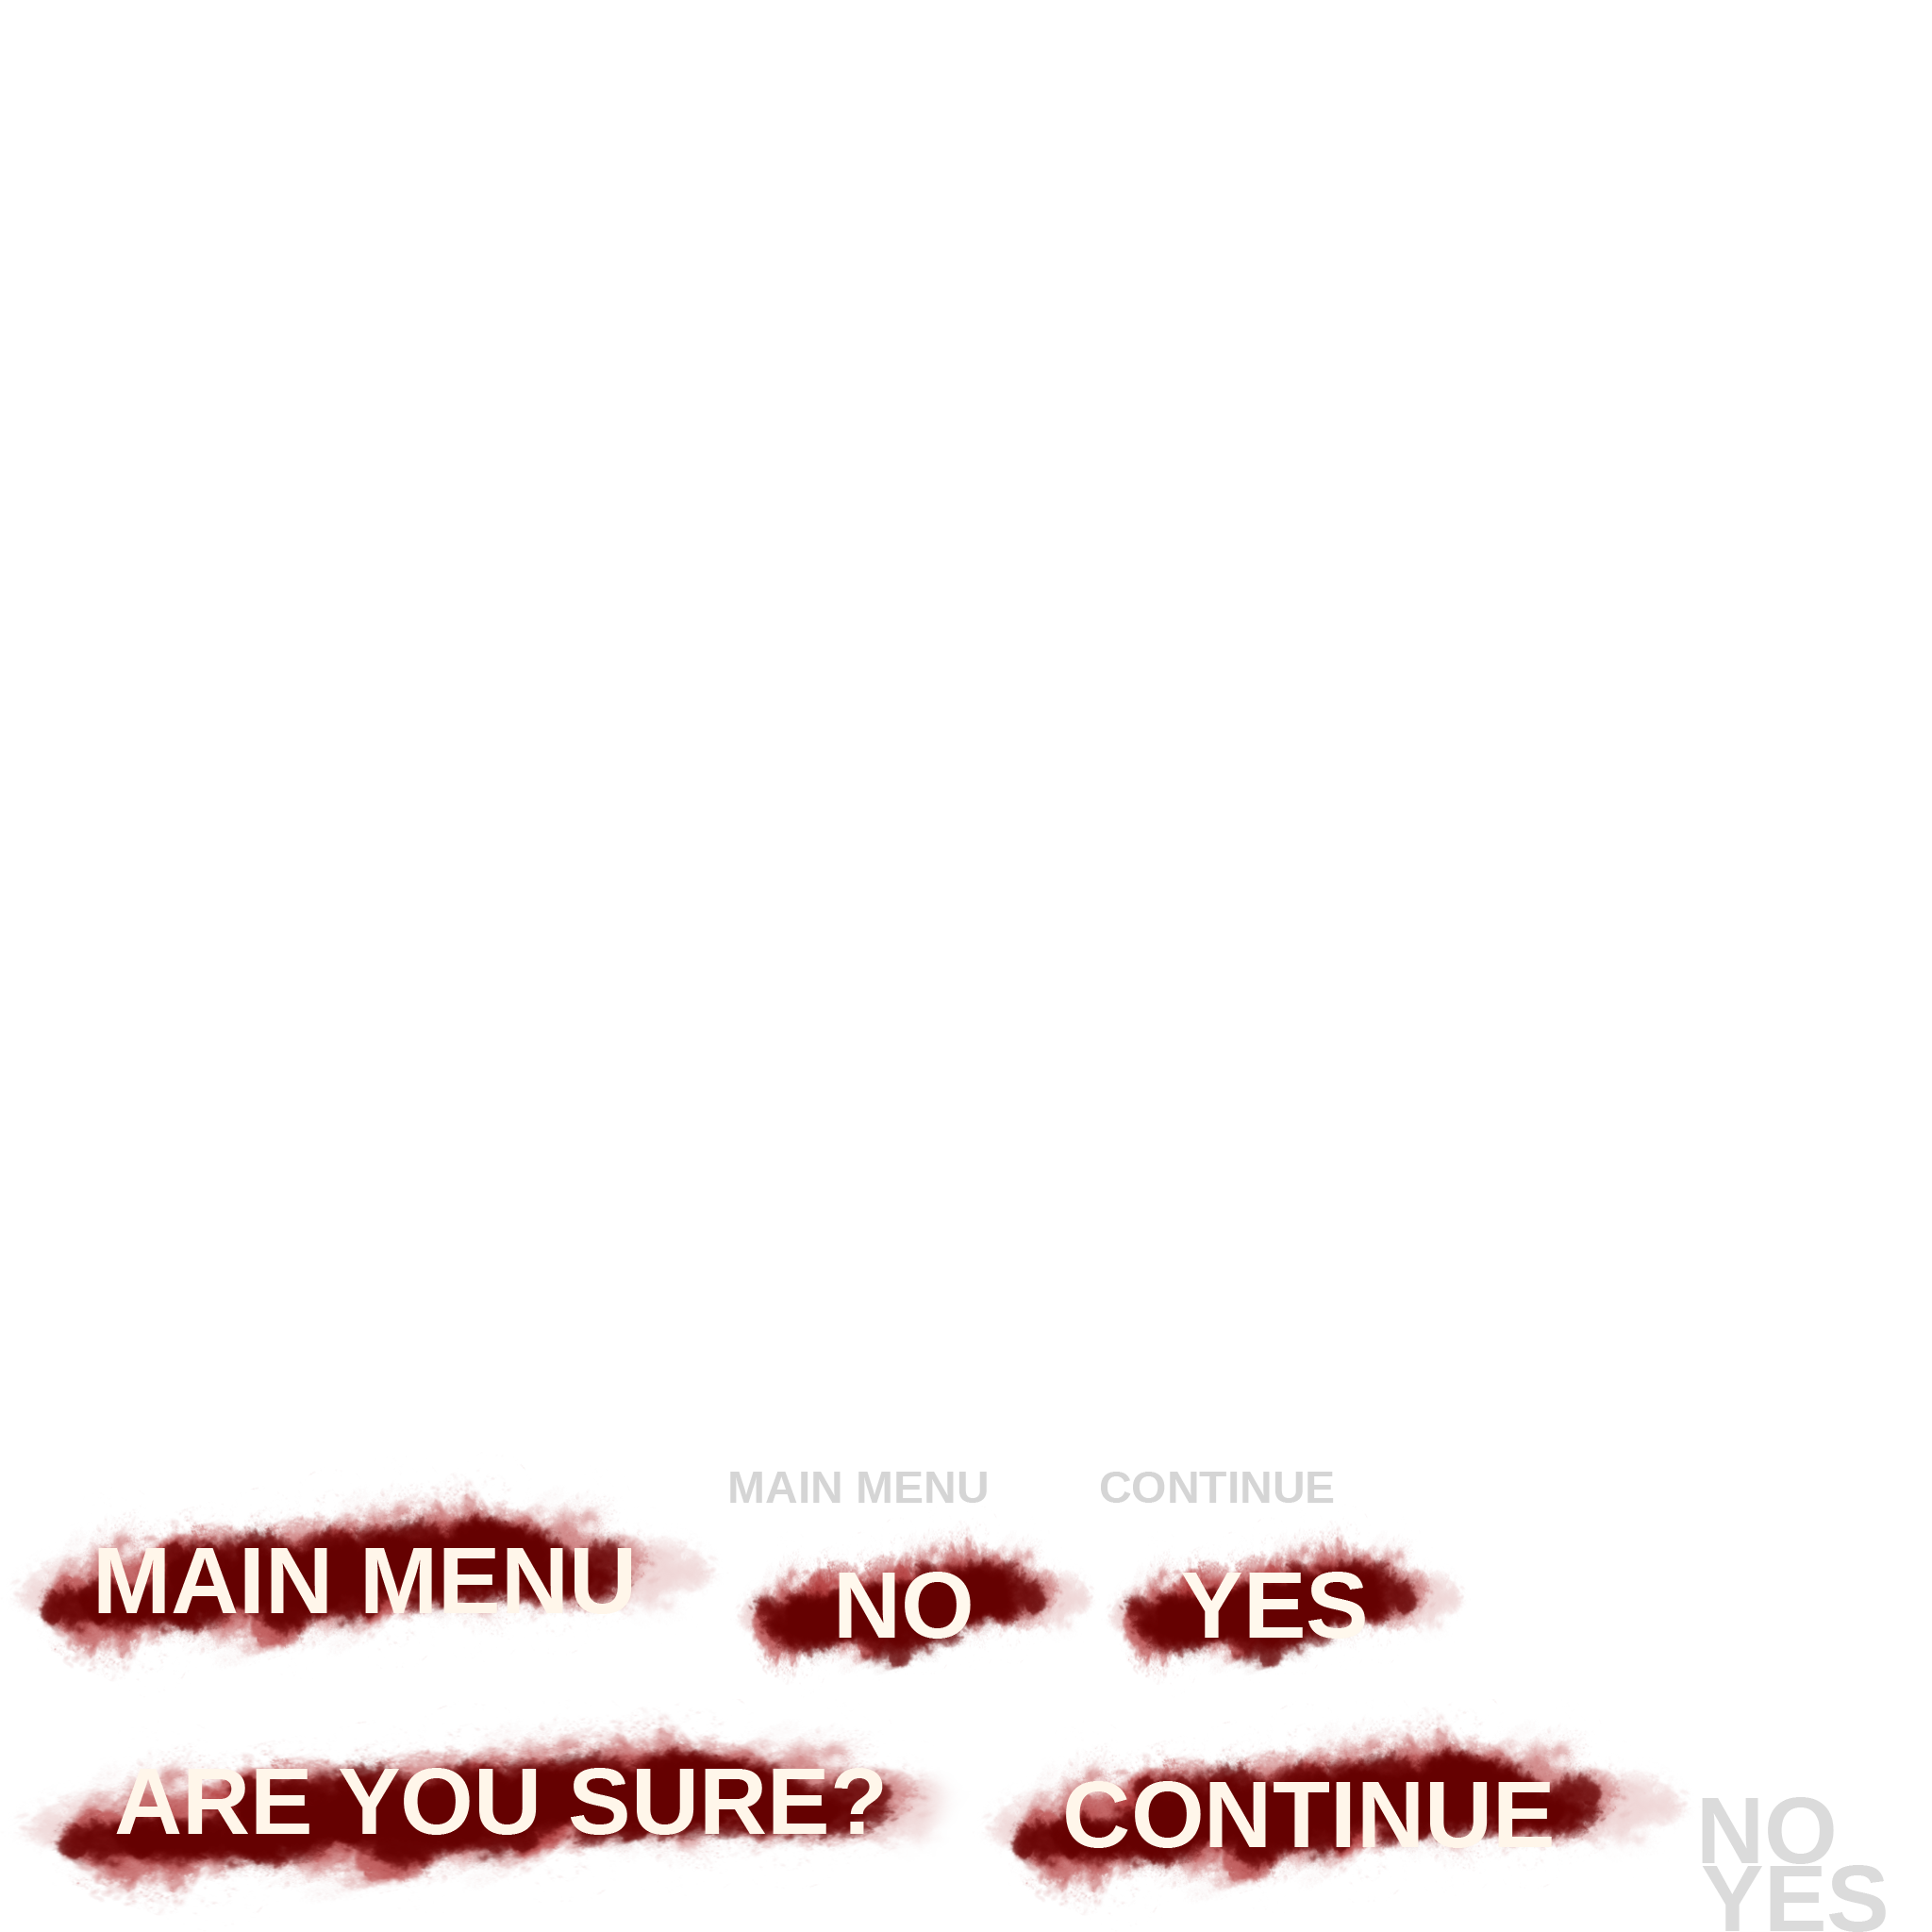 MAIN MENU
CONTINUE
MAIN MENU
NO
YES
ARE YOU SURE?
CONTINUE
NO
YES